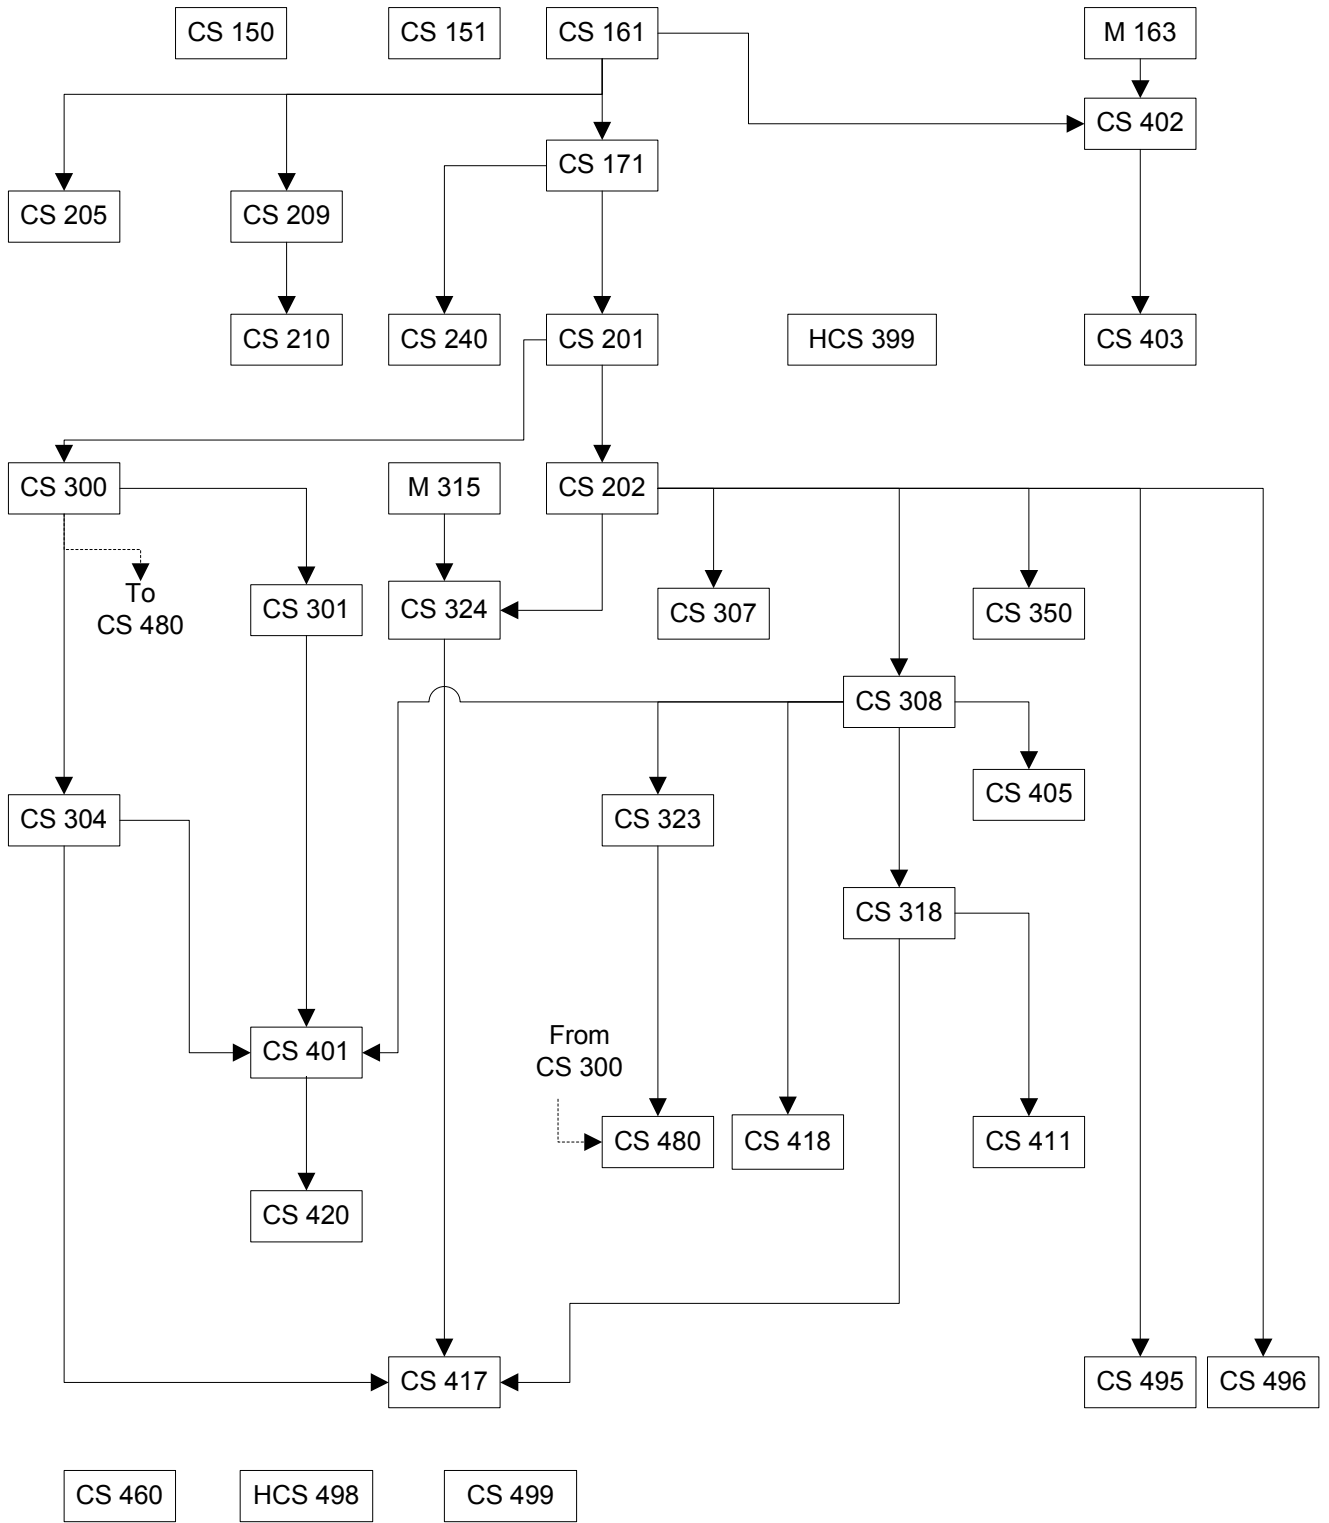 CS 150
CS 151
CS 161
M 163
CS 402
CS 171
CS 205
CS 209
CS 210
CS 240
CS 201
HCS 399
CS 403
CS 300
M 315
CS 202
To
CS 480
CS 301
CS 324
CS 307
CS 350
CS 308
CS 304
CS 323
CS 405
CS 318
CS 401
From
CS 300
CS 480
CS 418
CS 411
CS 420
CS 417
CS 495
CS 496
CS 460
HCS 498
CS 499